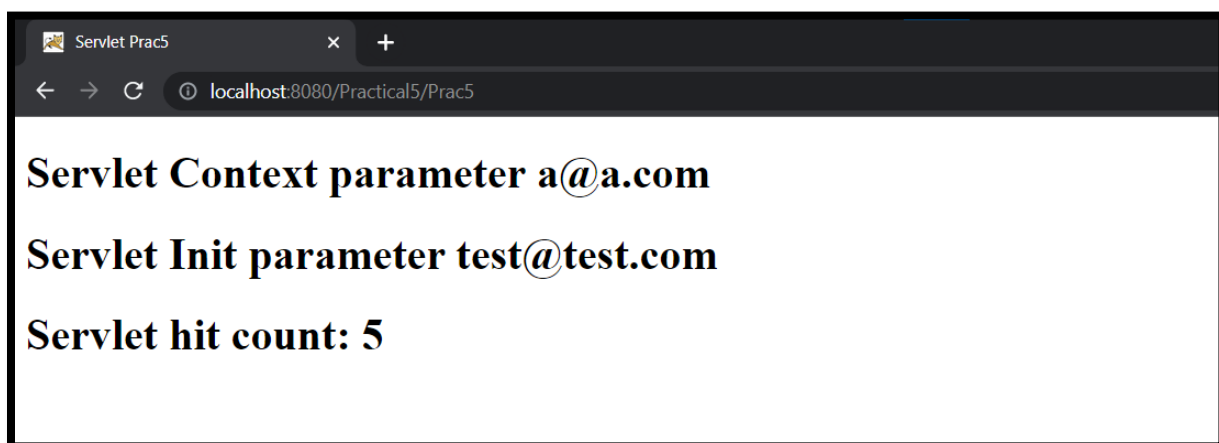 Servlet Prac5
localhost:8080/Practical5/Prac5
Servlet Context parameter a@a.com
Servlet Init parameter test@test.com
Servlet hit count: 5